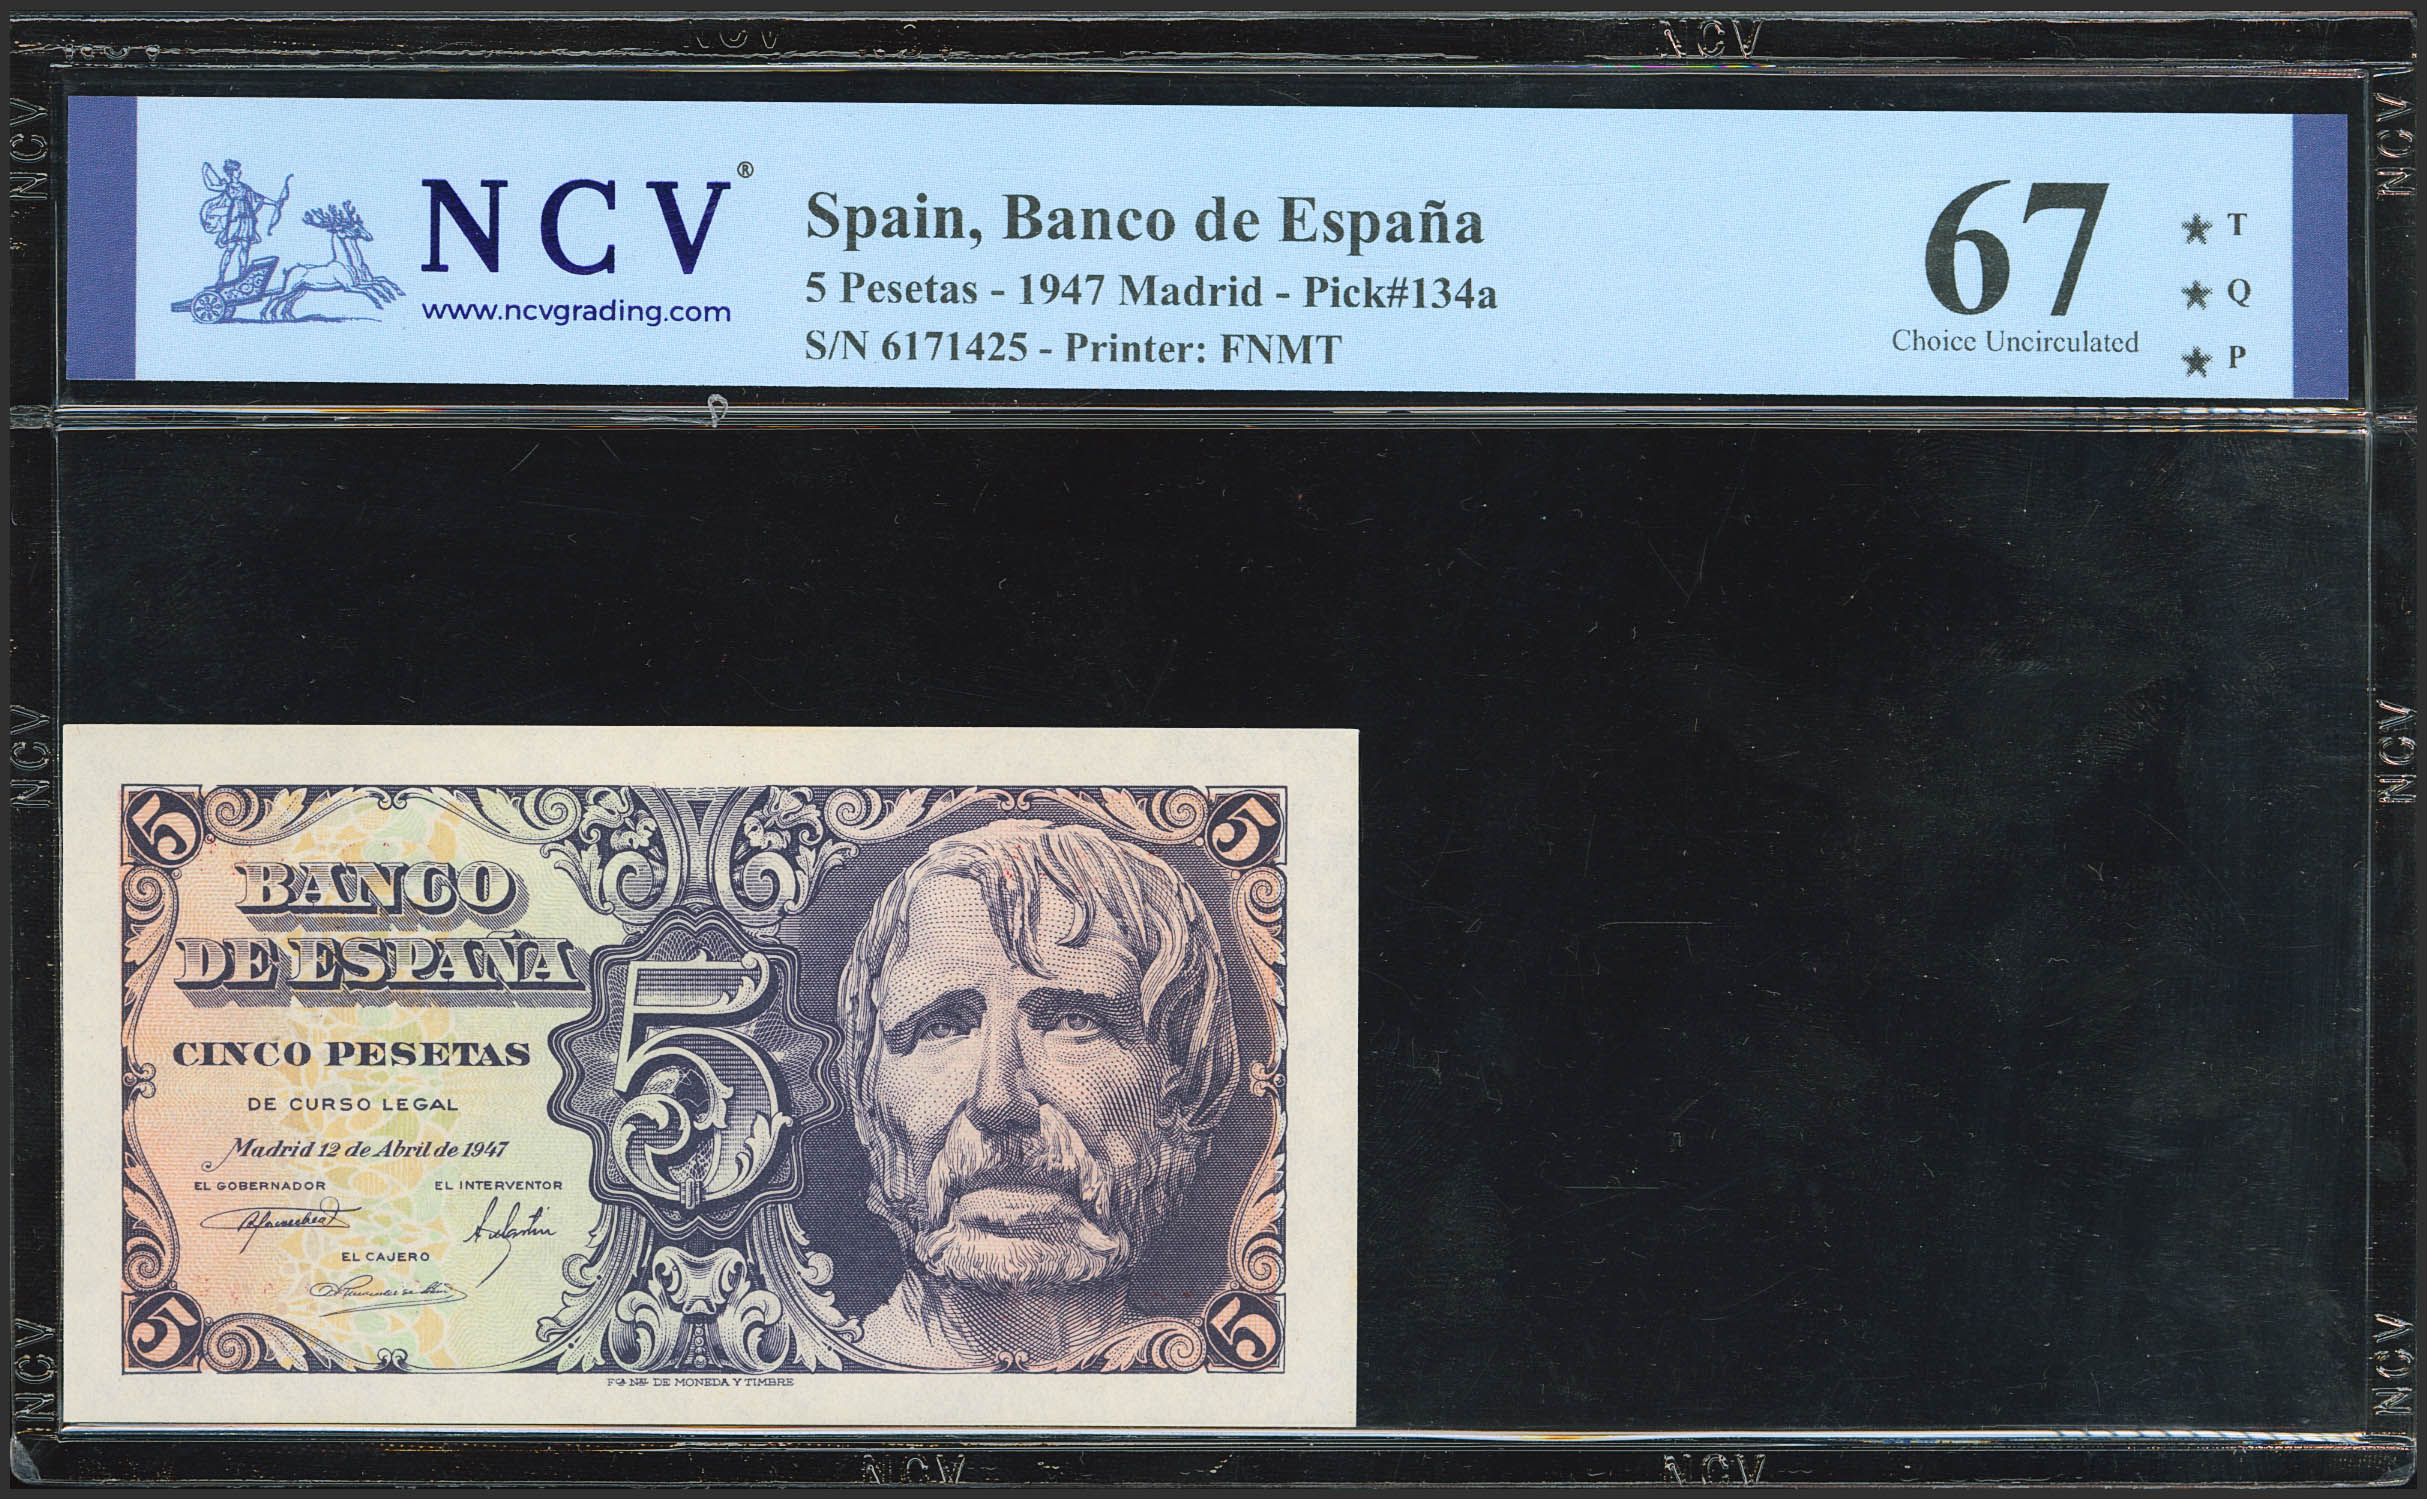 NCV®
www.ncvgrading.com
Spain, Banco de España
5 Pesetas - 1947 Madrid - Pick#134a
S/N 6171425 - Printer: FNMT
67
Choice Uncirculated
★ T
★ Q
★ P
NCV
NCV
NCV
NCV
NCV
NCV
NCV
NCV
NCV
NCV
5
5
BANCO
DE ESPAÑA
5
CINCO PESETAS
DE CURSO LEGAL
Madrid 12 de Abril de 1947
EL GOBERNADOR EL INTERVENTOR
EL CAJERO
5
5
FCA NAL DE MONEDA Y TIMBRE